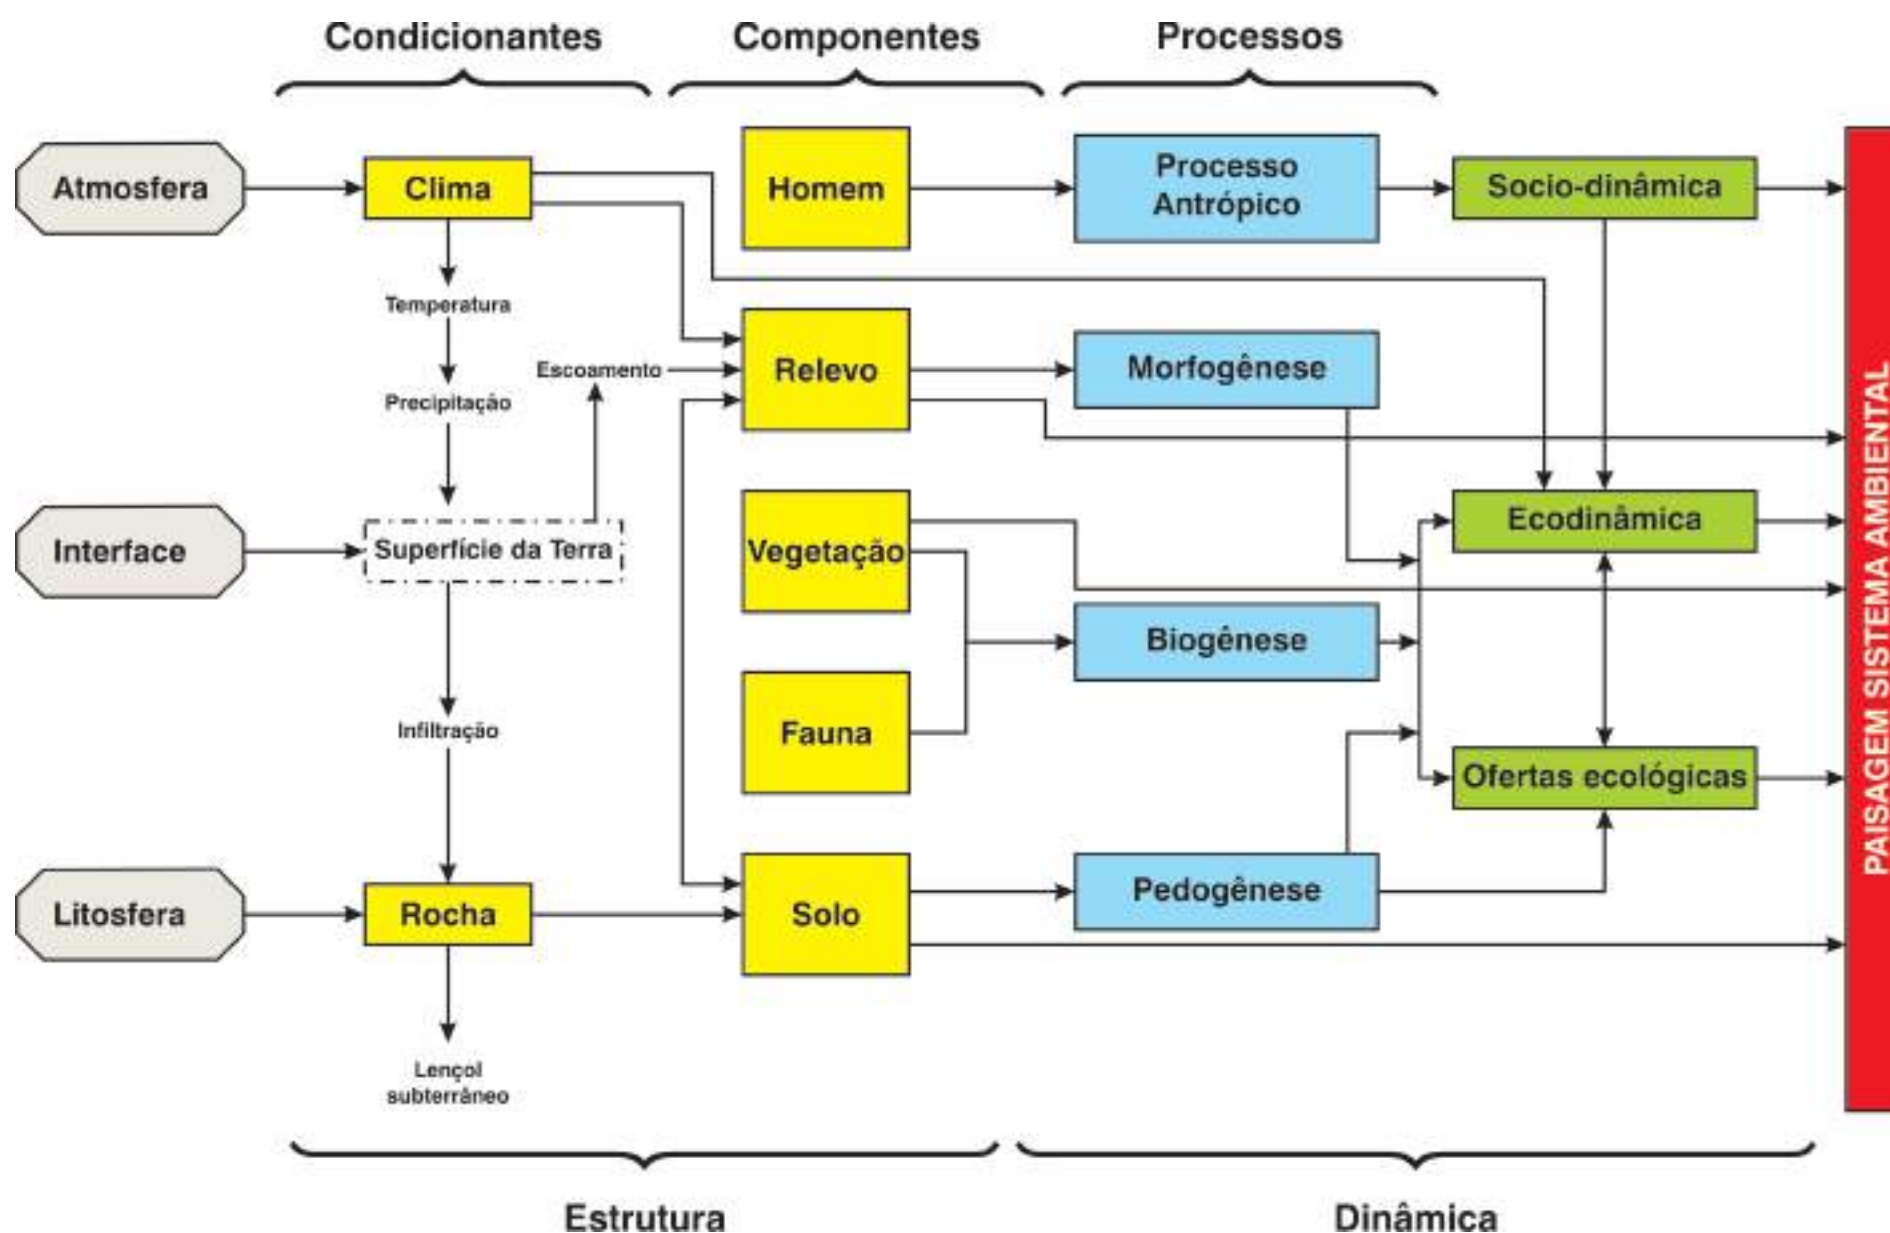 Condicionantes
Componentes
Processos
Atmosfera
Clima
Homem
Processo
Antrópico
Socio-dinâmica
Temperatura
Escoamento
Relevo
Morfogênese
Precipitação
Interface
Superfície da Terra
Vegetação
Ecodinâmica
Biogênese
Infiltração
Fauna
Ofertas ecológicas
Litosfera
Rocha
Solo
Pedogênese
Lençol
subterrâneo
PAISAGEM SISTEMA AMBIENTAL
Estrutura
Dinâmica